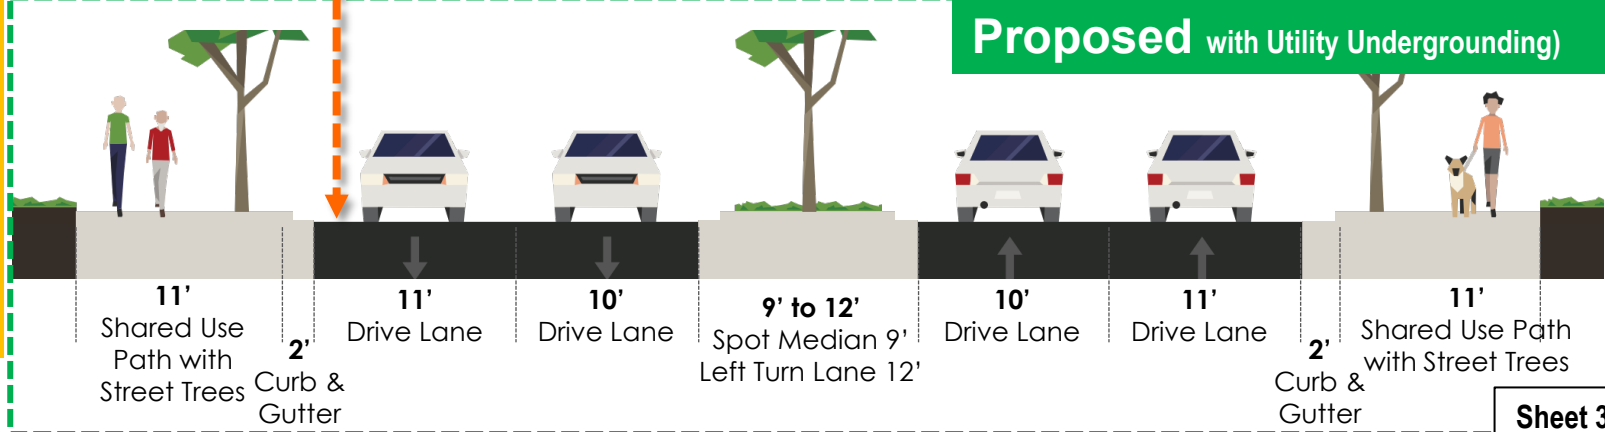 Proposed with Utility Undergrounding)
11’
Shared Use
Path with
Street Trees
2’
Curb &
Gutter
11’
Drive Lane
10’
Drive Lane
9’ to 12’
Spot Median 9’
Left Turn Lane 12’
10’
Drive Lane
11’
Drive Lane
2’
Curb &
Gutter
11’
Shared Use Path
with Street Trees
Sheet 3